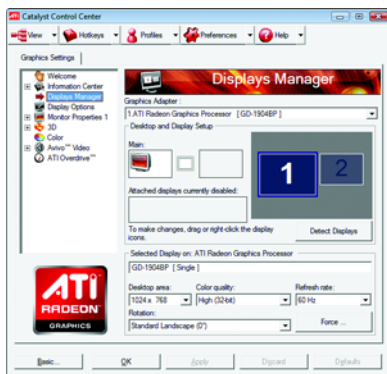 Catalyst Control Center
View Hotkeys Profiles Preferences Help
Graphics Settings
Welcome
Information Center
Displays Manager
Display Options
Monitor Properties 1
3D
Color
Avivo™ Video
ATI Overdrive™
Displays Manager
Graphics Adapter :
1.ATI Radeon Graphics Processor [ GD-1904BP ]
Desktop and Display Setup
Main:
1
2
Attached displays currently disabled:
To make changes, drag or right-click the display icons.
Detect Displays
Selected Display on: ATI Radeon Graphics Processor
GD-1904BP [ Single ]
Desktop area: Color quality: Refresh rate:
1024 x 768 High (32-bit) 60 Hz
Rotation:
Standard Landscape (0°)
Force ...
ATI
RADEON
GRAPHICS
Basic... OK Apply Discard Defaults